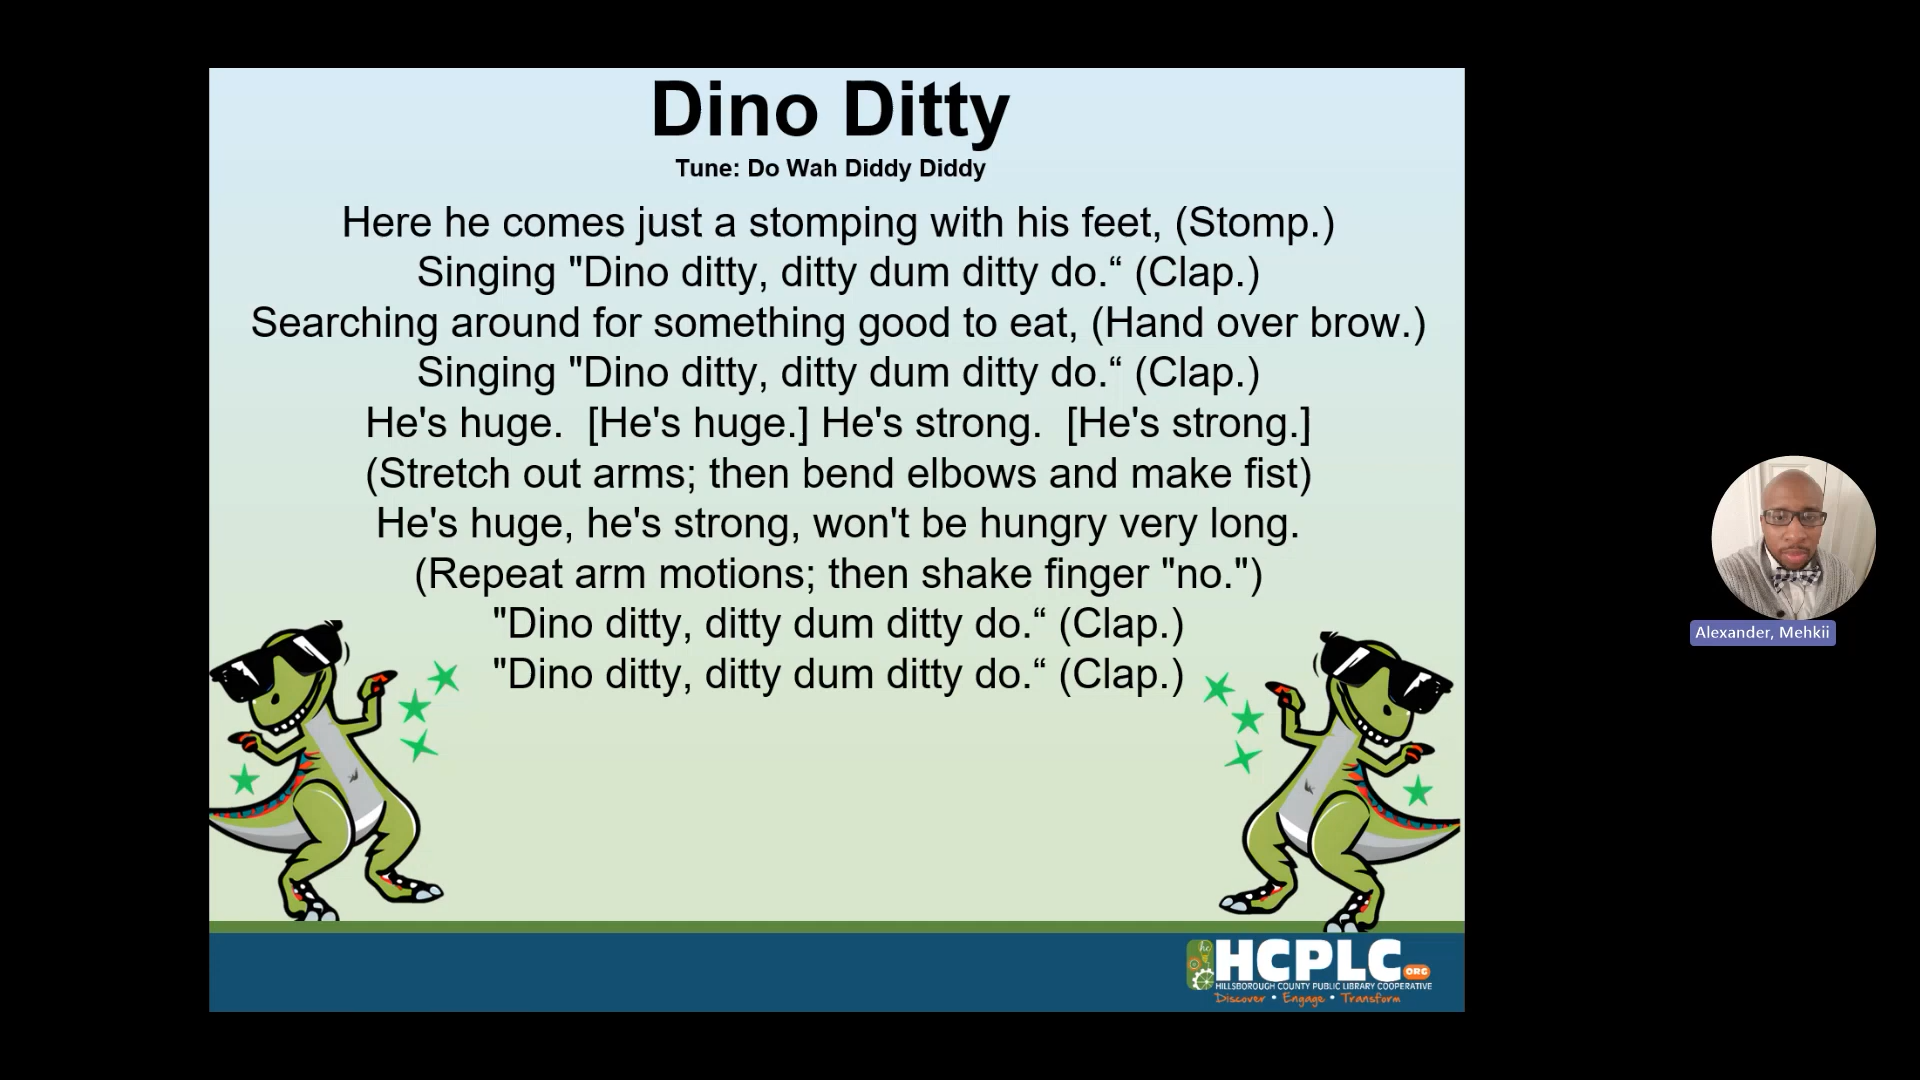 Dino Ditty
Tune: Do Wah Diddy Diddy
Here he comes just a stomping with his feet, (Stomp.)
Singing "Dino ditty, ditty dum ditty do.“ (Clap.)
Searching around for something good to eat, (Hand over brow.)
Singing "Dino ditty, ditty dum ditty do.“ (Clap.)
He's huge.  [He's huge.] He's strong.  [He's strong.]
(Stretch out arms; then bend elbows and make fist)
He's huge, he's strong, won't be hungry very long.
(Repeat arm motions; then shake finger "no.")
"Dino ditty, ditty dum ditty do.“ (Clap.)
"Dino ditty, ditty dum ditty do.“ (Clap.)
Alexander, Mehkii
hc
HCPLC
ORG
HILLSBOROUGH COUNTY PUBLIC LIBRARY COOPERATIVE
Discover • Engage • Transform